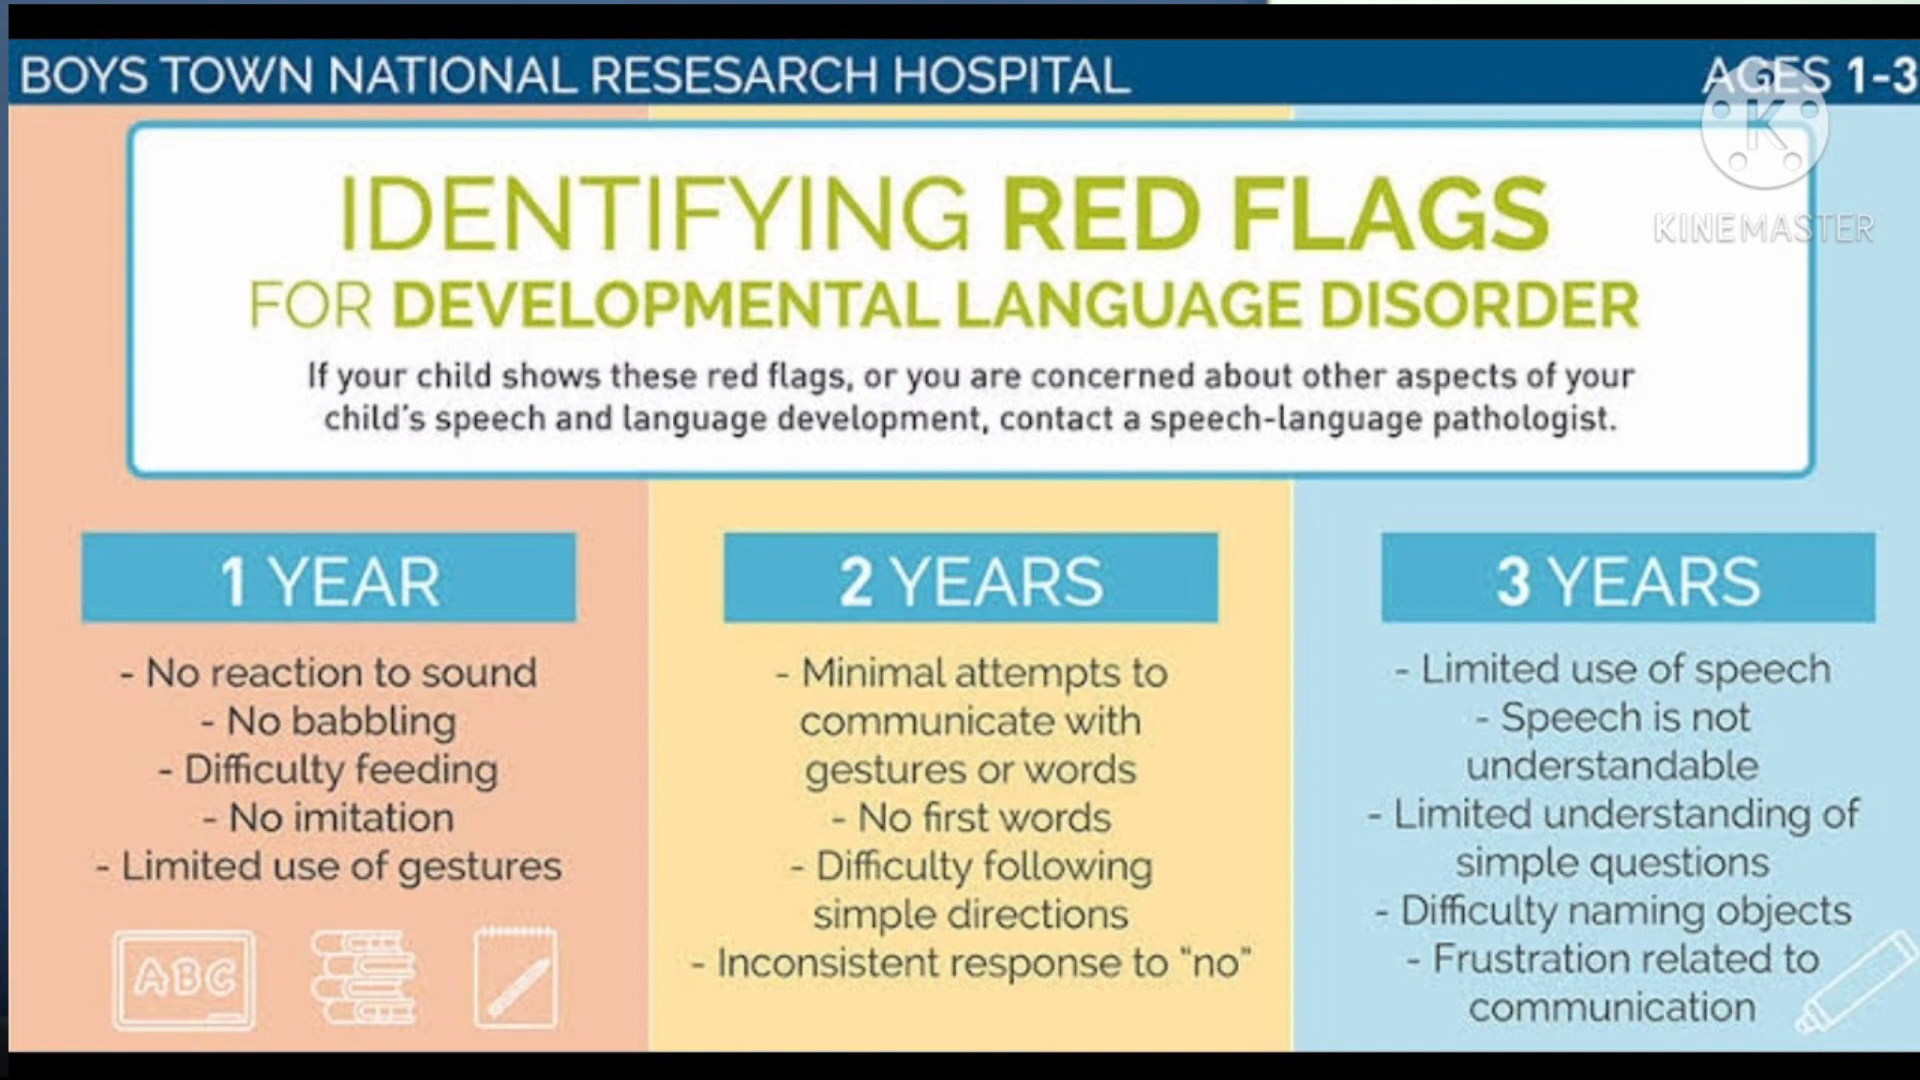 BOYS TOWN NATIONAL RESESARCH HOSPITAL
AGES 1-3
K
KINEMASTER
IDENTIFYING RED FLAGS
FOR DEVELOPMENTAL LANGUAGE DISORDER
If your child shows these red flags, or you are concerned about other aspects of your
child's speech and language development, contact a speech-language pathologist.
1 YEAR
- No reaction to sound
- No babbling
- Difficulty feeding
- No imitation
- Limited use of gestures
ABC
2 YEARS
- Minimal attempts to
communicate with
gestures or words
- No first words
- Difficulty following
simple directions
- Inconsistent response to "no"
3 YEARS
- Limited use of speech
- Speech is not
understandable
- Limited understanding of
simple questions
- Difficulty naming objects
- Frustration related to
communication